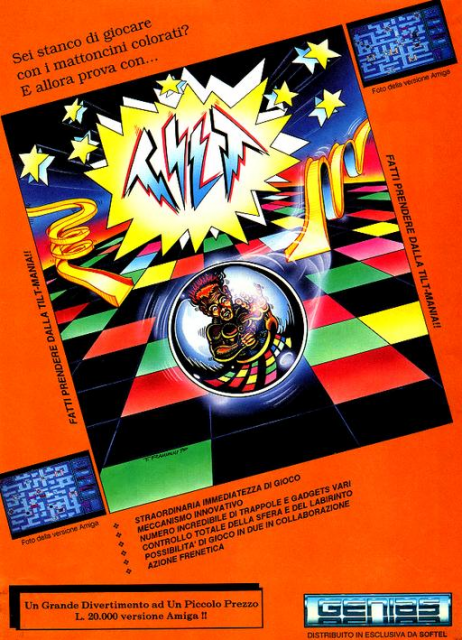 Sei stanco di giocare
con i mattoncini colorati?
E allora prova con...
Foto della versione Amiga
TILT
FATTI PRENDERE DALLA TILT-MANIA!!
FATTI PRENDERE DALLA TILT-MANIA!!
Foto della versione Amiga
STRAORDINARIA IMMEDIATEZZA DI GIOCO
MECCANISMO INNOVATIVO
NUMERO INCREDIBILE DI TRAPPOLE E GADGETS VARI
CONTROLLO TOTALE DELLA SFERA E DEL LABIRINTO
POSSIBILITA' DI GIOCO IN DUE IN COLLABORAZIONE
AZIONE FRENETICA
Un Grande Divertimento ad Un Piccolo Prezzo
L. 20.000 versione Amiga !!
GENIAS
DISTRIBUITO IN ESCLUSIVA DA SOFTEL